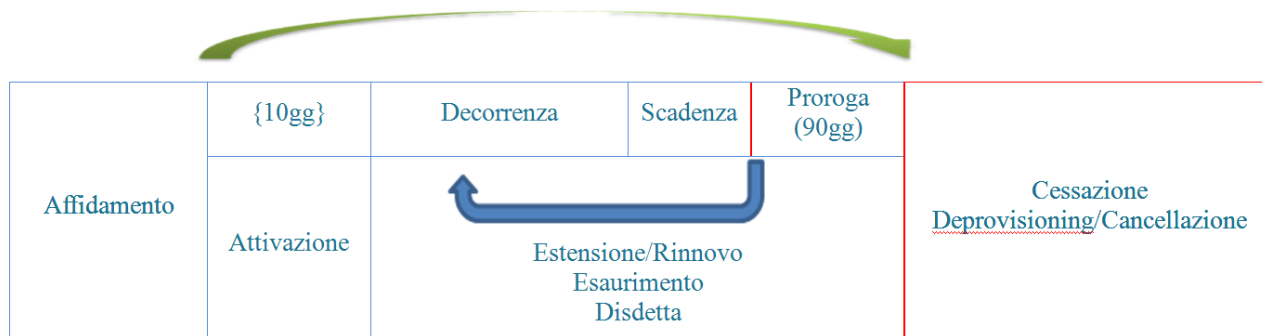 Affidamento
{10gg}
Decorrenza
Scadenza
Proroga
(90gg)
Attivazione
Estensione/Rinnovo
Esaurimento
Disdetta
Cessazione
Deprovisioning/Cancellazione